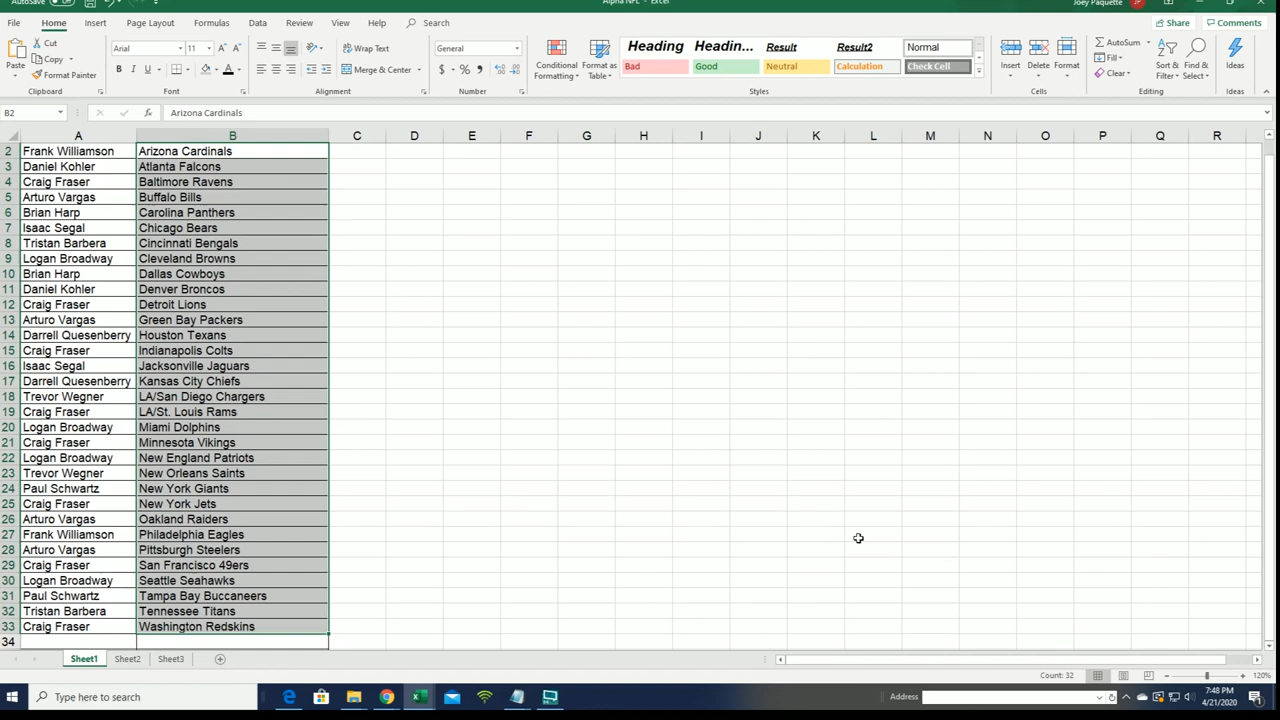 AutoSave Off
Alpha NFL - Excel
Joey Paquette JP
File Home Insert Page Layout Formulas Data Review View Help Search Share Comments
Paste Cut Copy Format Painter Clipboard
Arial 11 B I U A Font
Wrap Text Merge & Center Alignment
General $ % Number
Conditional Formatting Format as Table
Heading Headin... Result Result2 Normal
Bad Good Neutral Calculation Check Cell
Styles
Insert Delete Format Cells
AutoSum Fill Clear Sort & Filter Find & Select Editing
Ideas Ideas
B2 fx Arizona Cardinals
A B C D E F G H I J K L M N O P Q R
2 Frank Williamson Arizona Cardinals
3 Daniel Kohler Atlanta Falcons
4 Craig Fraser Baltimore Ravens
5 Arturo Vargas Buffalo Bills
6 Brian Harp Carolina Panthers
7 Isaac Segal Chicago Bears
8 Tristan Barbera Cincinnati Bengals
9 Logan Broadway Cleveland Browns
10 Brian Harp Dallas Cowboys
11 Daniel Kohler Denver Broncos
12 Craig Fraser Detroit Lions
13 Arturo Vargas Green Bay Packers
14 Darrell Quesenberry Houston Texans
15 Craig Fraser Indianapolis Colts
16 Isaac Segal Jacksonville Jaguars
17 Darrell Quesenberry Kansas City Chiefs
18 Trevor Wegner LA/San Diego Chargers
19 Craig Fraser LA/St. Louis Rams
20 Logan Broadway Miami Dolphins
21 Craig Fraser Minnesota Vikings
22 Logan Broadway New England Patriots
23 Trevor Wegner New Orleans Saints
24 Paul Schwartz New York Giants
25 Craig Fraser New York Jets
26 Arturo Vargas Oakland Raiders
27 Frank Williamson Philadelphia Eagles
28 Arturo Vargas Pittsburgh Steelers
29 Craig Fraser San Francisco 49ers
30 Logan Broadway Seattle Seahawks
31 Paul Schwartz Tampa Bay Buccaneers
32 Tristan Barbera Tennessee Titans
33 Craig Fraser Washington Redskins
34
Sheet1 Sheet2 Sheet3
Count: 32 120%
Type here to search
Address
7:48 PM
4/21/2020